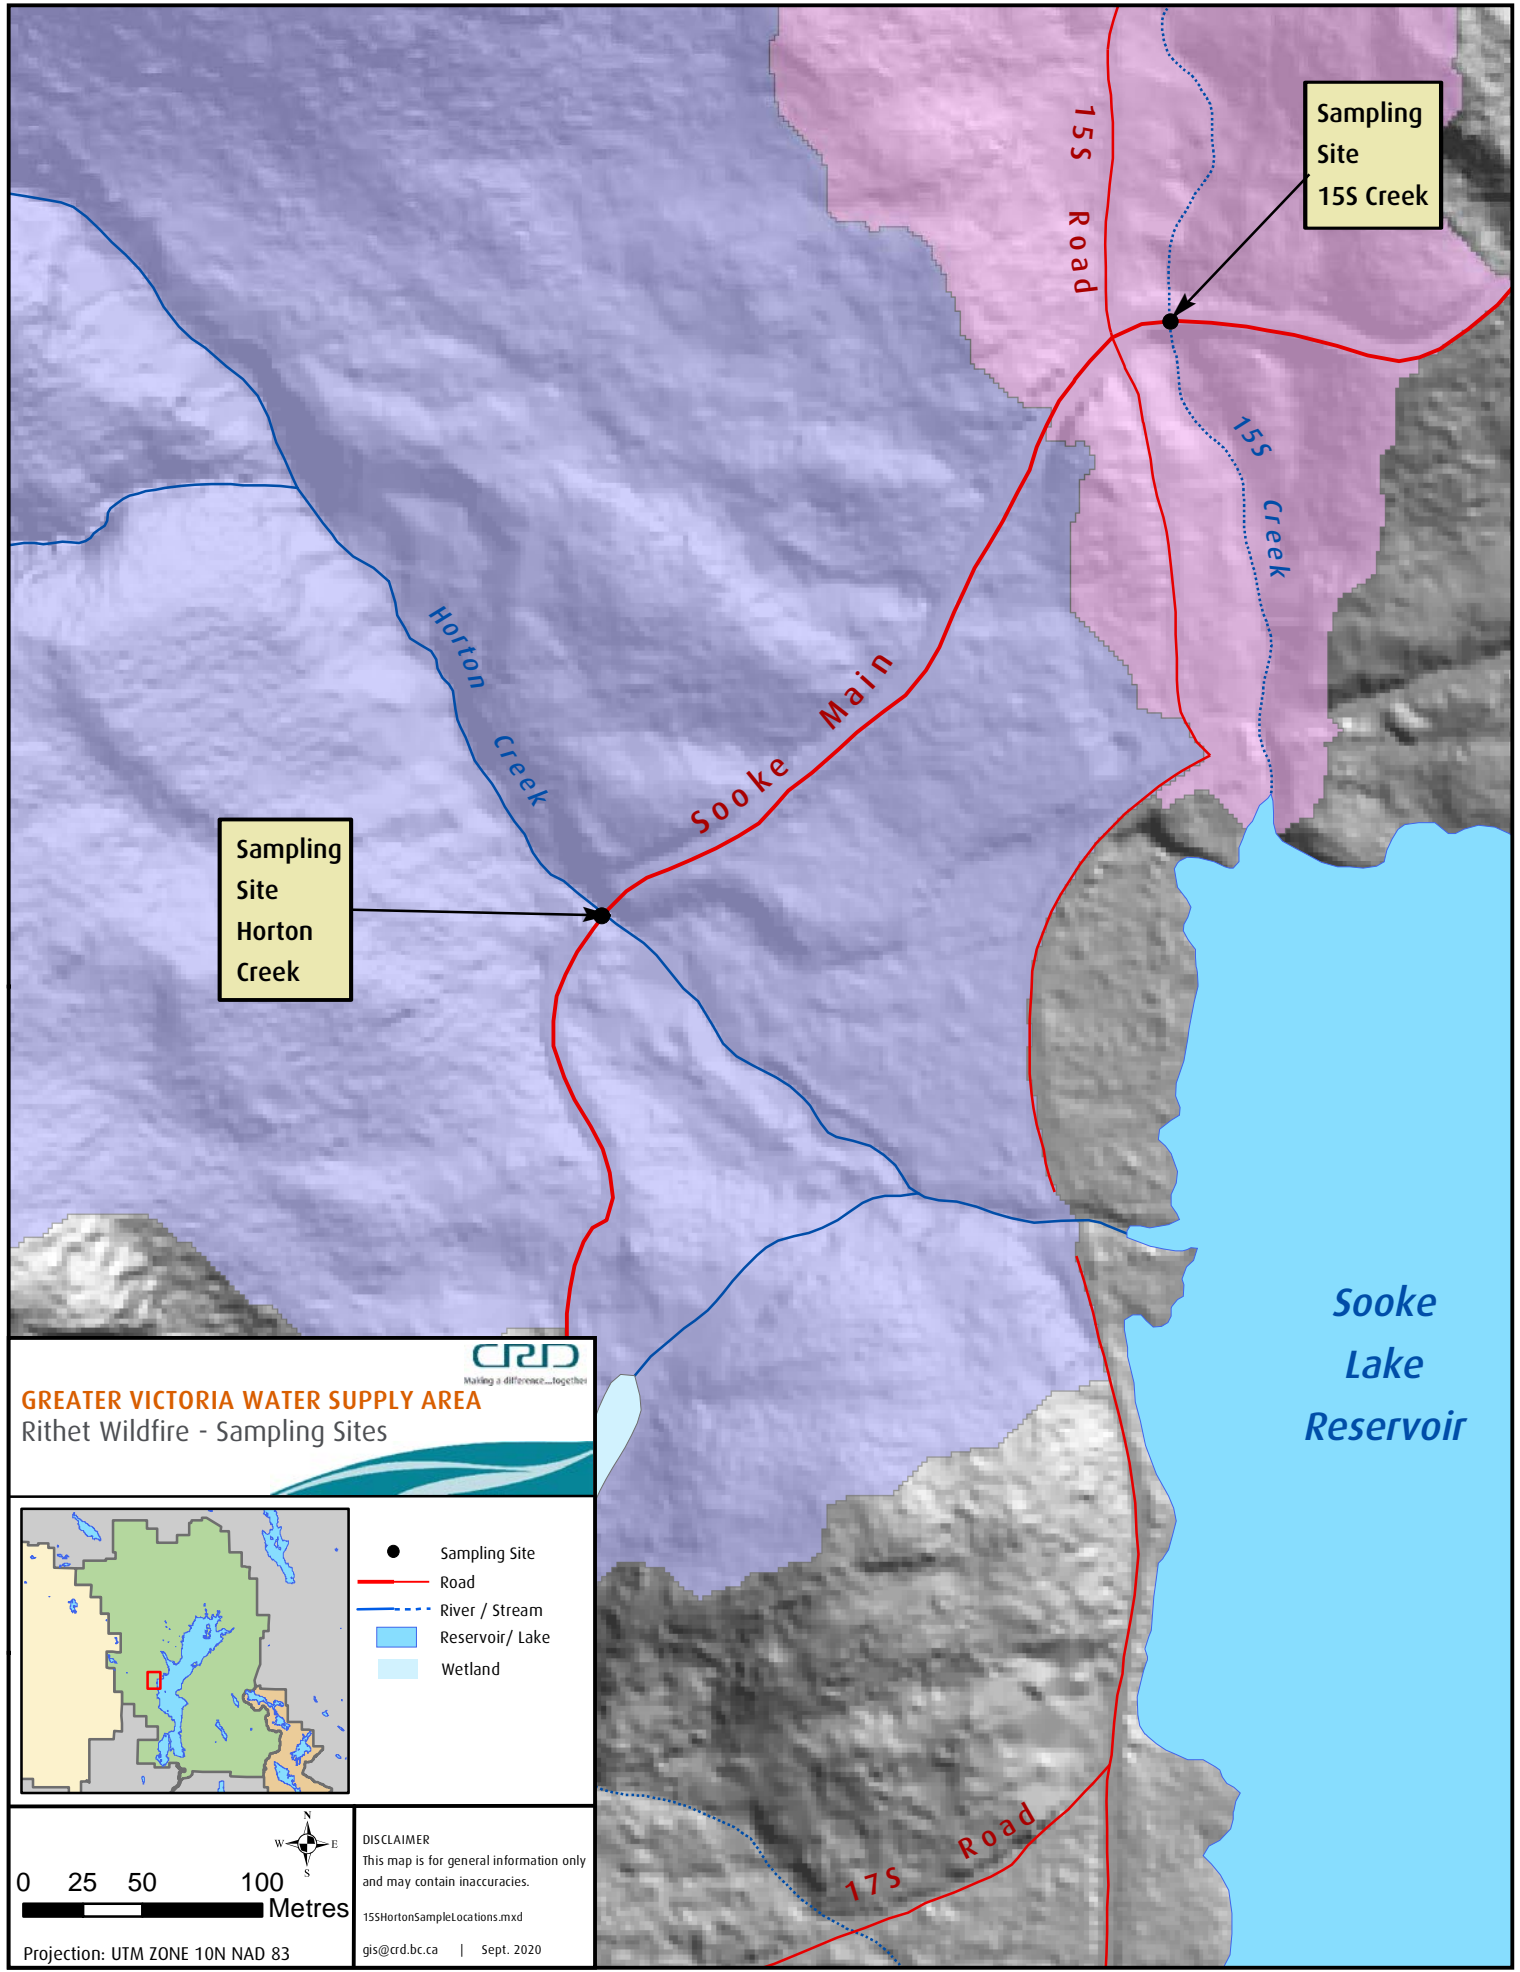 15S Road
Sampling
Site
15S Creek
15S Creek
Horton Creek
Sooke Main
Sampling
Site
Horton
Creek
Sooke
Lake
Reservoir
17S Road
CRD
Making a difference...together
GREATER VICTORIA WATER SUPPLY AREA
Rithet Wildfire - Sampling Sites
Sampling Site
Road
River / Stream
Reservoir/ Lake
Wetland
N
W E
S
0 25 50 100
Metres
Projection: UTM ZONE 10N NAD 83
DISCLAIMER
This map is for general information only
and may contain inaccuracies.
15SHortonSampleLocations.mxd
gis@crd.bc.ca | Sept. 2020